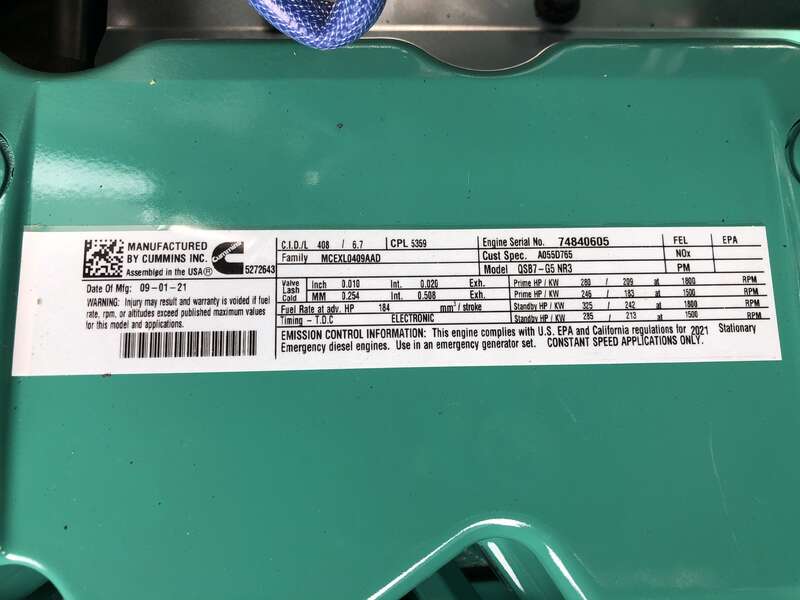 MANUFACTURED
BY CUMMINS INC.
Assembled in the USA®
Cummins
5272643
Date Of Mfg. 09-01-21
WARNING: Injury may result and warranty is voided if fuel
rate, rpm, or altitudes exceed published maximum values
for this model and applications.
C.I.D./L 408 / 6.7 CPL 5359
Family MCEXL0409AAD
Valve Lash Cold Inch 0.010 Int. 0.020 Exh.
MM 0.254 Int. 0.508 Exh.
Fuel Rate at adv. HP 184 mm³/stroke
Timing - T.D.C ELECTRONIC
Engine Serial No. 74840605
Cust Spec. A055D765
Model QSB7-G5 NR3
FEL EPA
NOx
PM
Prime HP / KW 280 / 209 at 1800 RPM
Prime HP / KW 246 / 183 at 1500 RPM
Standby HP / KW 325 / 242 at 1800 RPM
Standby HP / KW 285 / 213 at 1500 RPM
EMISSION CONTROL INFORMATION: This engine complies with U.S. EPA and California regulations for 2021 Stationary
Emergency diesel engines. Use in an emergency generator set. CONSTANT SPEED APPLICATIONS ONLY.